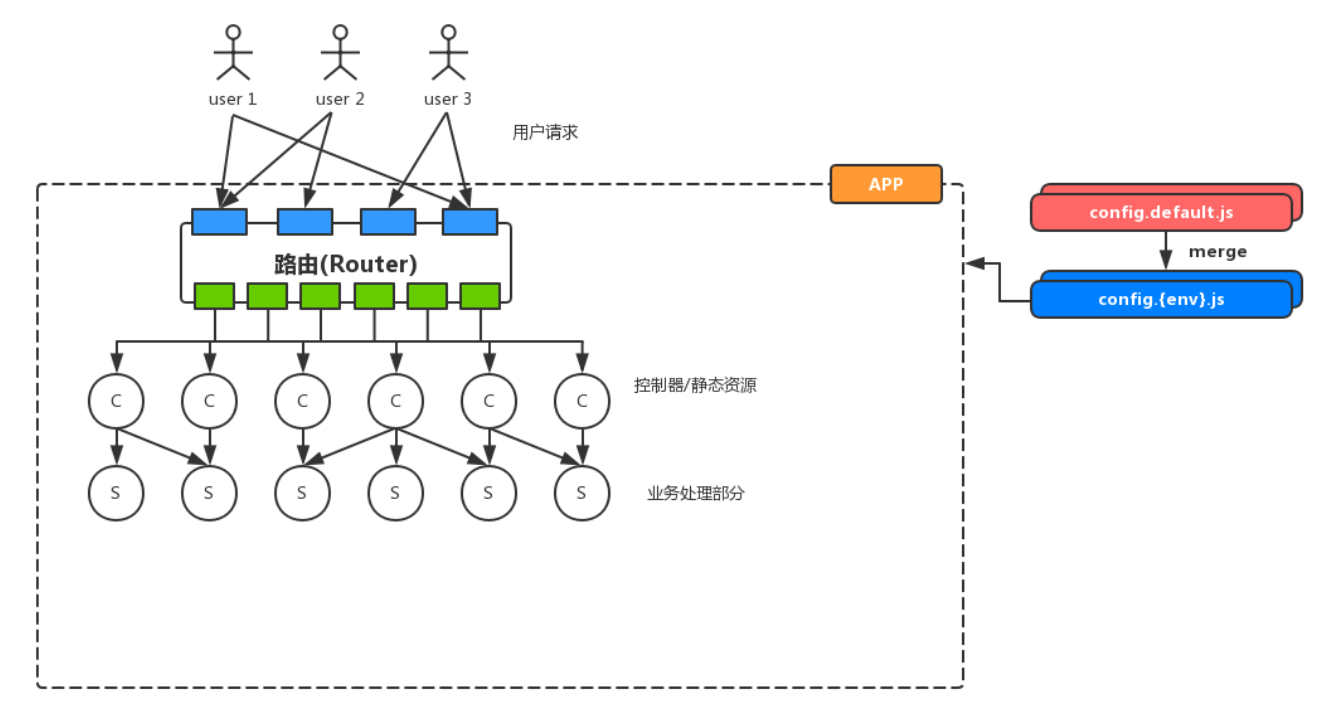 user 1
user 2
user 3
用户请求
APP
config.default.js
merge
config.{env}.js
路由(Router)
C C C C C C
控制器/静态资源
S S S S S S
业务处理部分